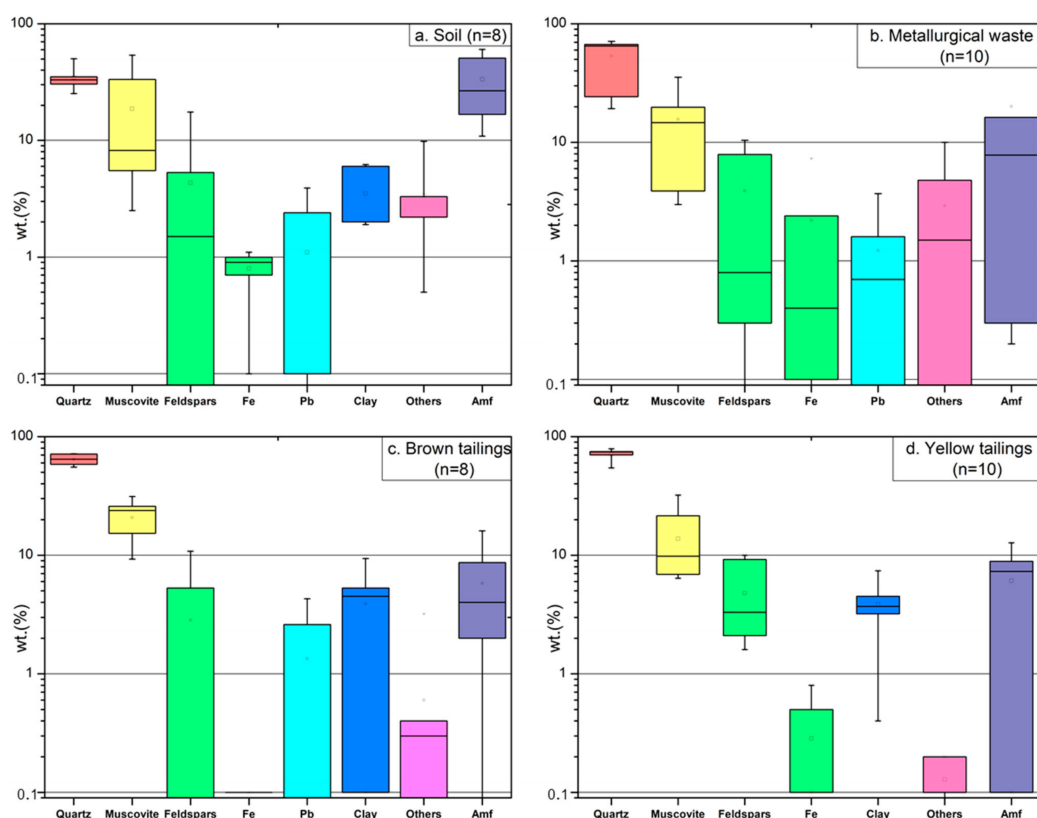 a. Soil (n=8)
wt.(%)
100
10
1
0.1
Quartz Muscovite Feldspars Fe Pb Clay Others Amf
b. Metallurgical waste
(n=10)
wt.(%)
100
10
1
0.1
Quartz Muscovite Feldspars Fe Pb Others Amf
c. Brown tailings
(n=8)
wt.(%)
100
10
1
0.1
Quartz Muscovite Feldspars Fe Pb Clay Others Amf
d. Yellow tailings
(n=10)
wt.(%)
100
10
1
0.1
Quartz Muscovite Feldspars Fe Clay Others Amf